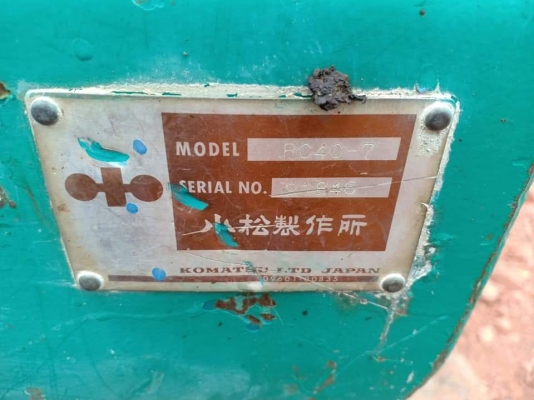 MODEL PC40-7
SERIAL NO.
小松製作所
KOMATSU LTD JAPAN